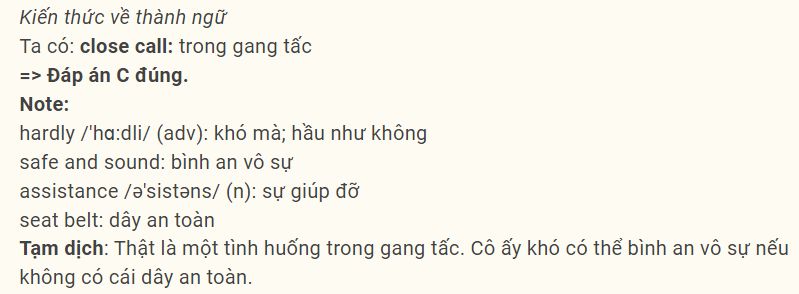 Kiến thức về thành ngữ
Ta có: close call: trong gang tấc
=> Đáp án C đúng.
Note:
hardly /'hɑ:dli/ (adv): khó mà; hầu như không
safe and sound: bình an vô sự
assistance /ə'sistəns/ (n): sự giúp đỡ
seat belt: dây an toàn
Tạm dịch: Thật là một tình huống trong gang tấc. Cô ấy khó có thể bình an vô sự nếu
không có cái dây an toàn.